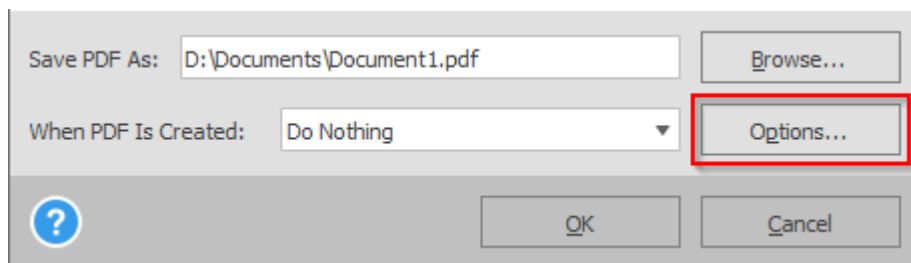 Save PDF As: D:\Documents\Document1.pdf Browse...
When PDF Is Created: Do Nothing Options...
? OK Cancel